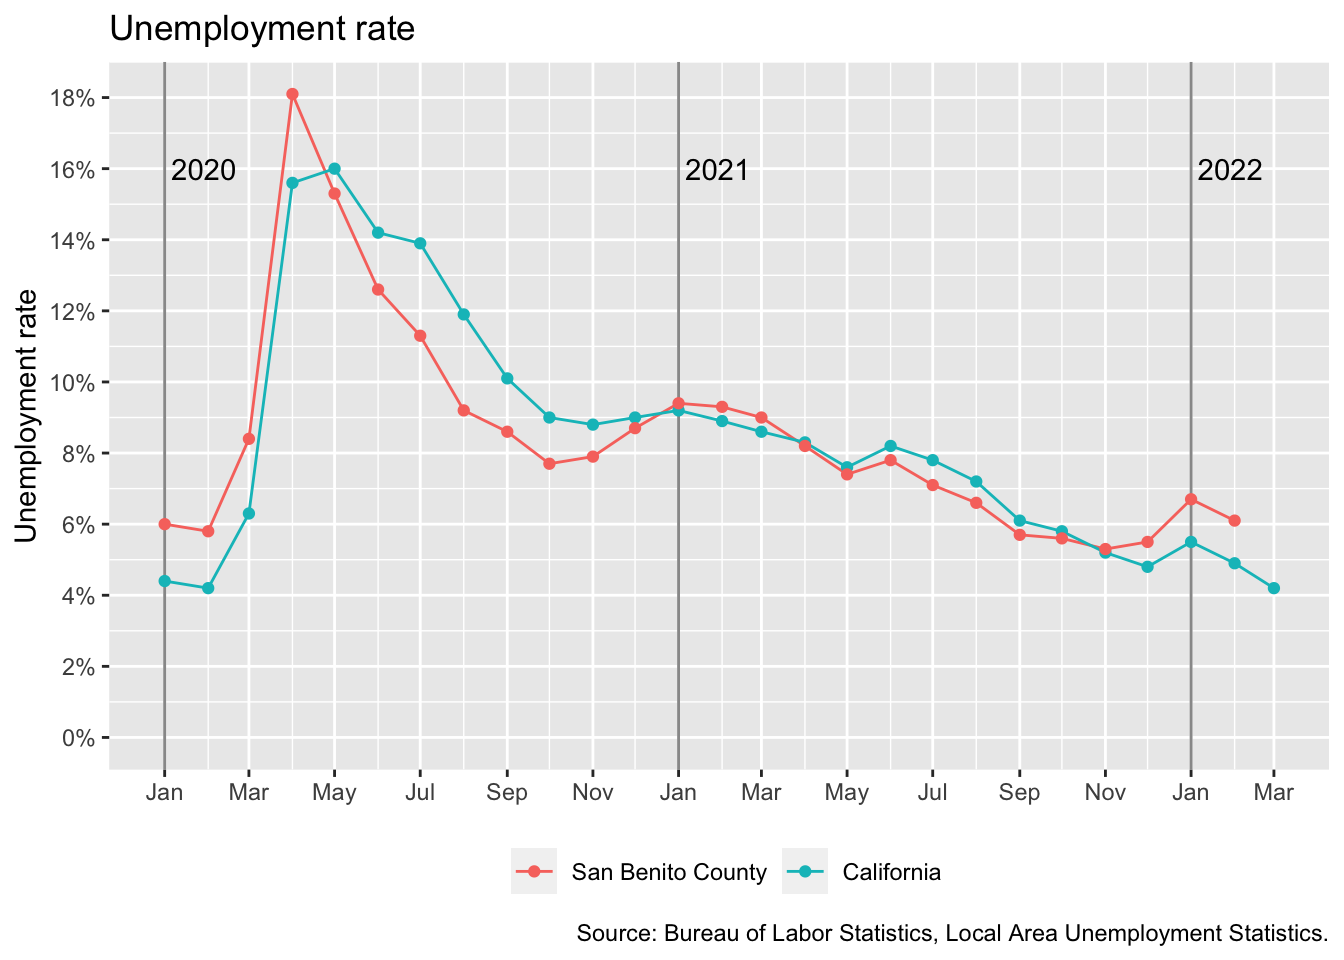 Unemployment rate
Unemployment rate
18%
16%
14%
12%
10%
8%
6%
4%
2%
0%
2020 2021 2022
Jan Mar May Jul Sep Nov Jan Mar May Jul Sep Nov Jan Mar
San Benito County California
Source: Bureau of Labor Statistics, Local Area Unemployment Statistics.